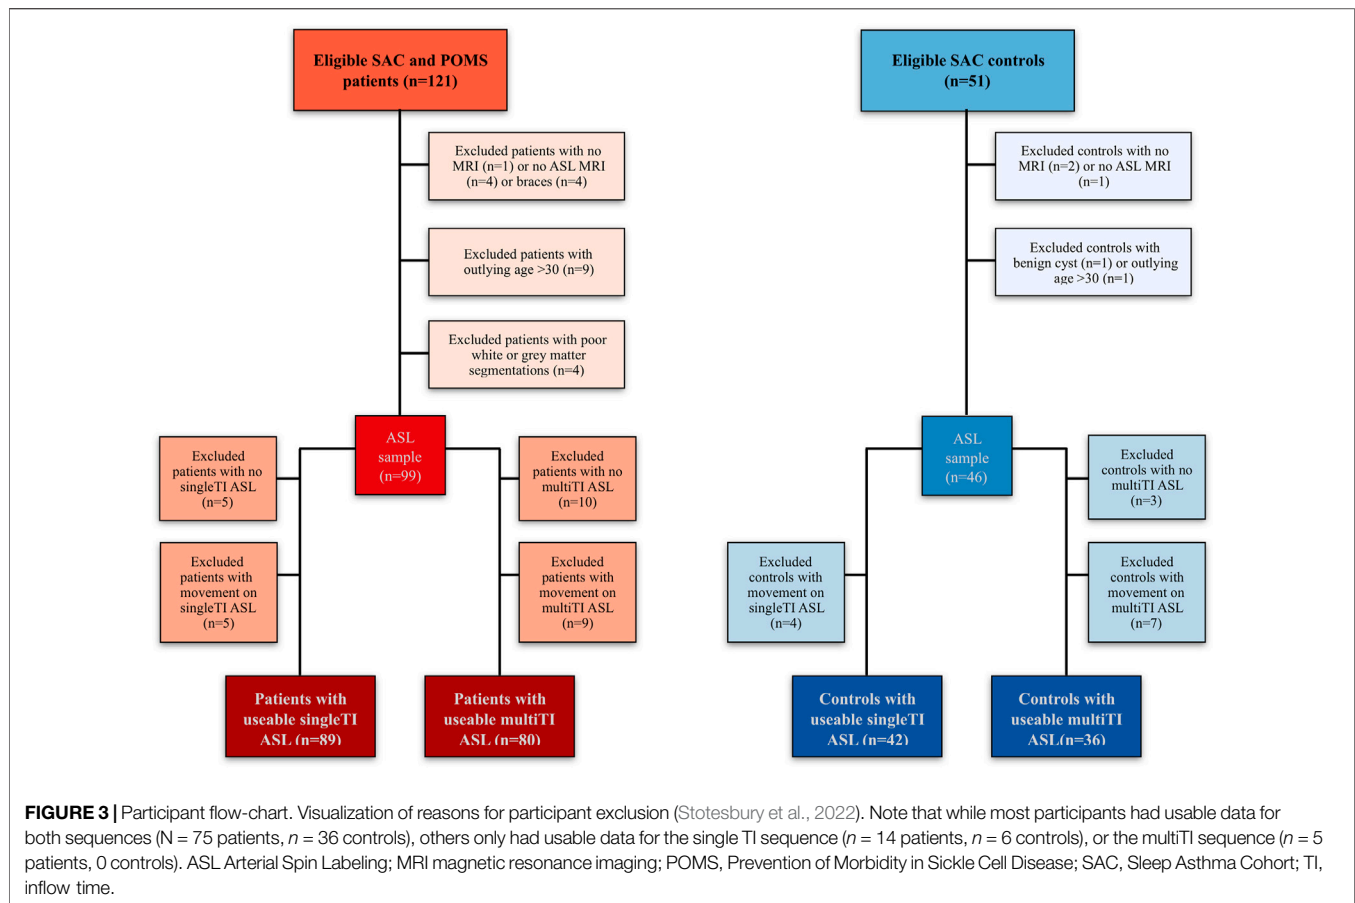 Eligible SAC and POMS
patients (n=121)
Excluded patients with no
MRI (n=1) or no ASL MRI
(n=4) or braces (n=4)
Excluded patients with
outlying age >30 (n=9)
Excluded patients with poor
white or grey matter
segmentations (n=4)
ASL
sample
(n=99)
Excluded
patients with no
singleTI ASL
(n=5)
Excluded
patients with no
multiTI ASL
(n=10)
Excluded
patients with
movement on
singleTI ASL
(n=5)
Excluded
patients with
movement on
multiTI ASL
(n=9)
Patients with
useable singleTI
ASL (n=89)
Patients with
useable multiTI
ASL (n=80)
Eligible SAC controls
(n=51)
Excluded controls with no
MRI (n=2) or no ASL MRI
(n=1)
Excluded controls with
benign cyst (n=1) or outlying
age >30 (n=1)
ASL
sample
(n=46)
Excluded
controls with no
multiTI ASL
(n=3)
Excluded
controls with
movement on
singleTI ASL
(n=4)
Excluded
controls with
movement on
multiTI ASL
(n=7)
Controls with
useable singleTI
ASL (n=42)
Controls with
useable multiTI
ASL(n=36)
FIGURE 3 | Participant flow-chart. Visualization of reasons for participant exclusion (Stotesbury et al., 2022). Note that while most participants had usable data for
both sequences (N = 75 patients, n = 36 controls), others only had usable data for the single TI sequence (n = 14 patients, n = 6 controls), or the multiTI sequence (n = 5
patients, 0 controls). ASL Arterial Spin Labeling; MRI magnetic resonance imaging; POMS, Prevention of Morbidity in Sickle Cell Disease; SAC, Sleep Asthma Cohort; TI,
inflow time.